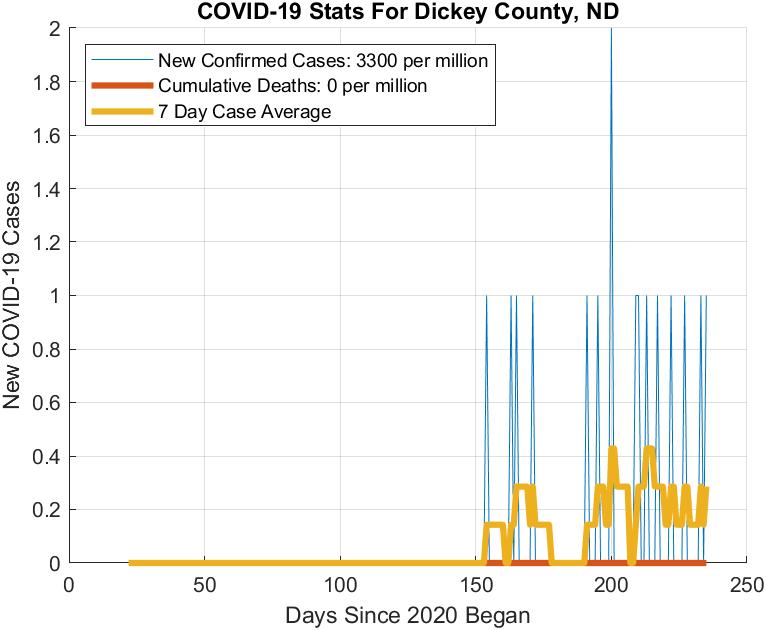 COVID-19 Stats For Dickey County, ND
New Confirmed Cases: 3300 per million
Cumulative Deaths: 0 per million
7 Day Case Average
New COVID-19 Cases
2
1.8
1.6
1.4
1.2
1
0.8
0.6
0.4
0.2
0
0 50 100 150 200 250
Days Since 2020 Began